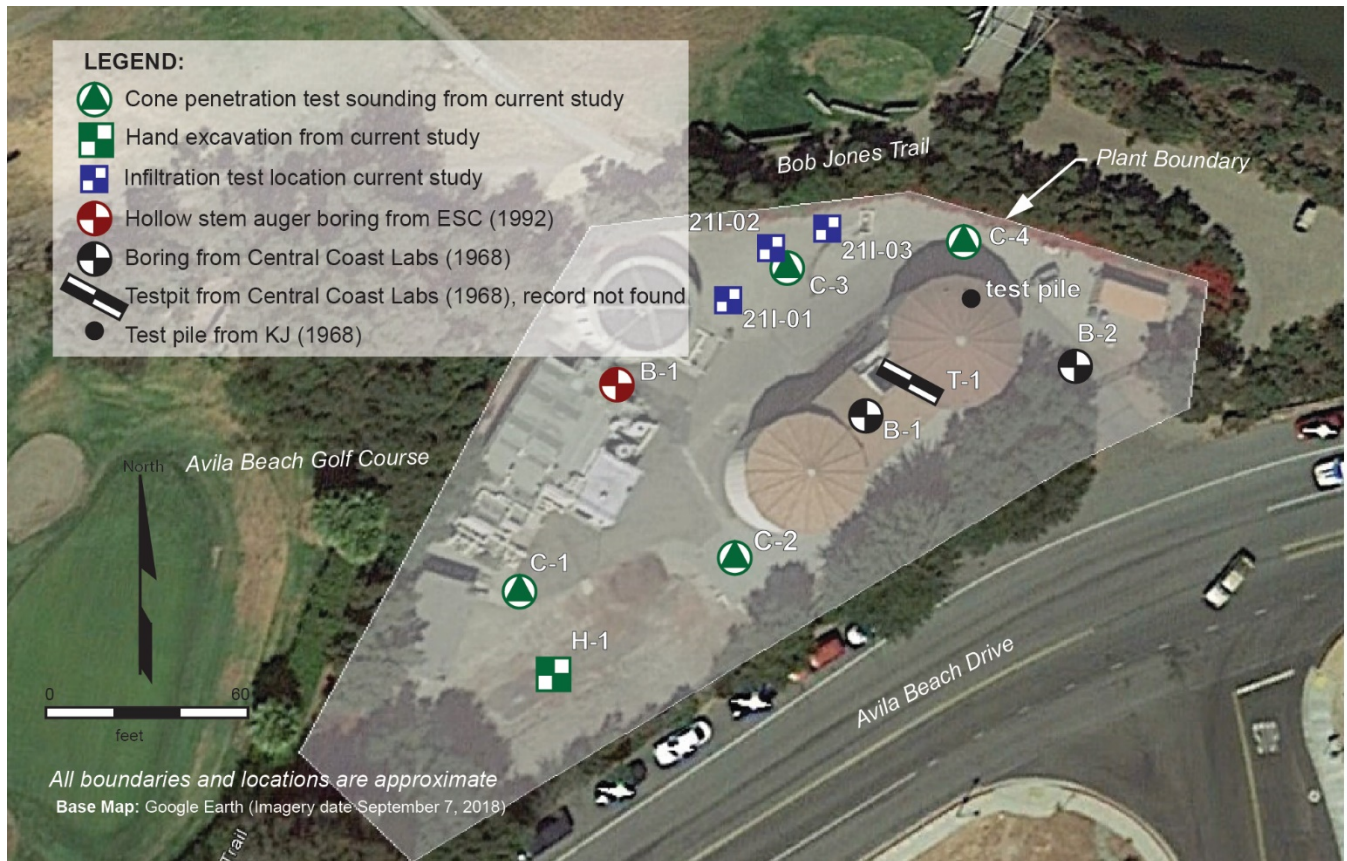 LEGEND:
Cone penetration test sounding from current study
Hand excavation from current study
Infiltration test location current study
Hollow stem auger boring from ESC (1992)
Boring from Central Coast Labs (1968)
Testpit from Central Coast Labs (1968), record not found
Test pile from KJ (1968)
Bob Jones Trail
Plant Boundary
21I-02
21I-03
C-4
C-3
21I-01
test pile
B-2
B-1
T-1
B-1
Avila Beach Golf Course
North
C-2
C-1
H-1
Avila Beach Drive
0 60
feet
All boundaries and locations are approximate
Base Map: Google Earth (Imagery date September 7, 2018)
Trail